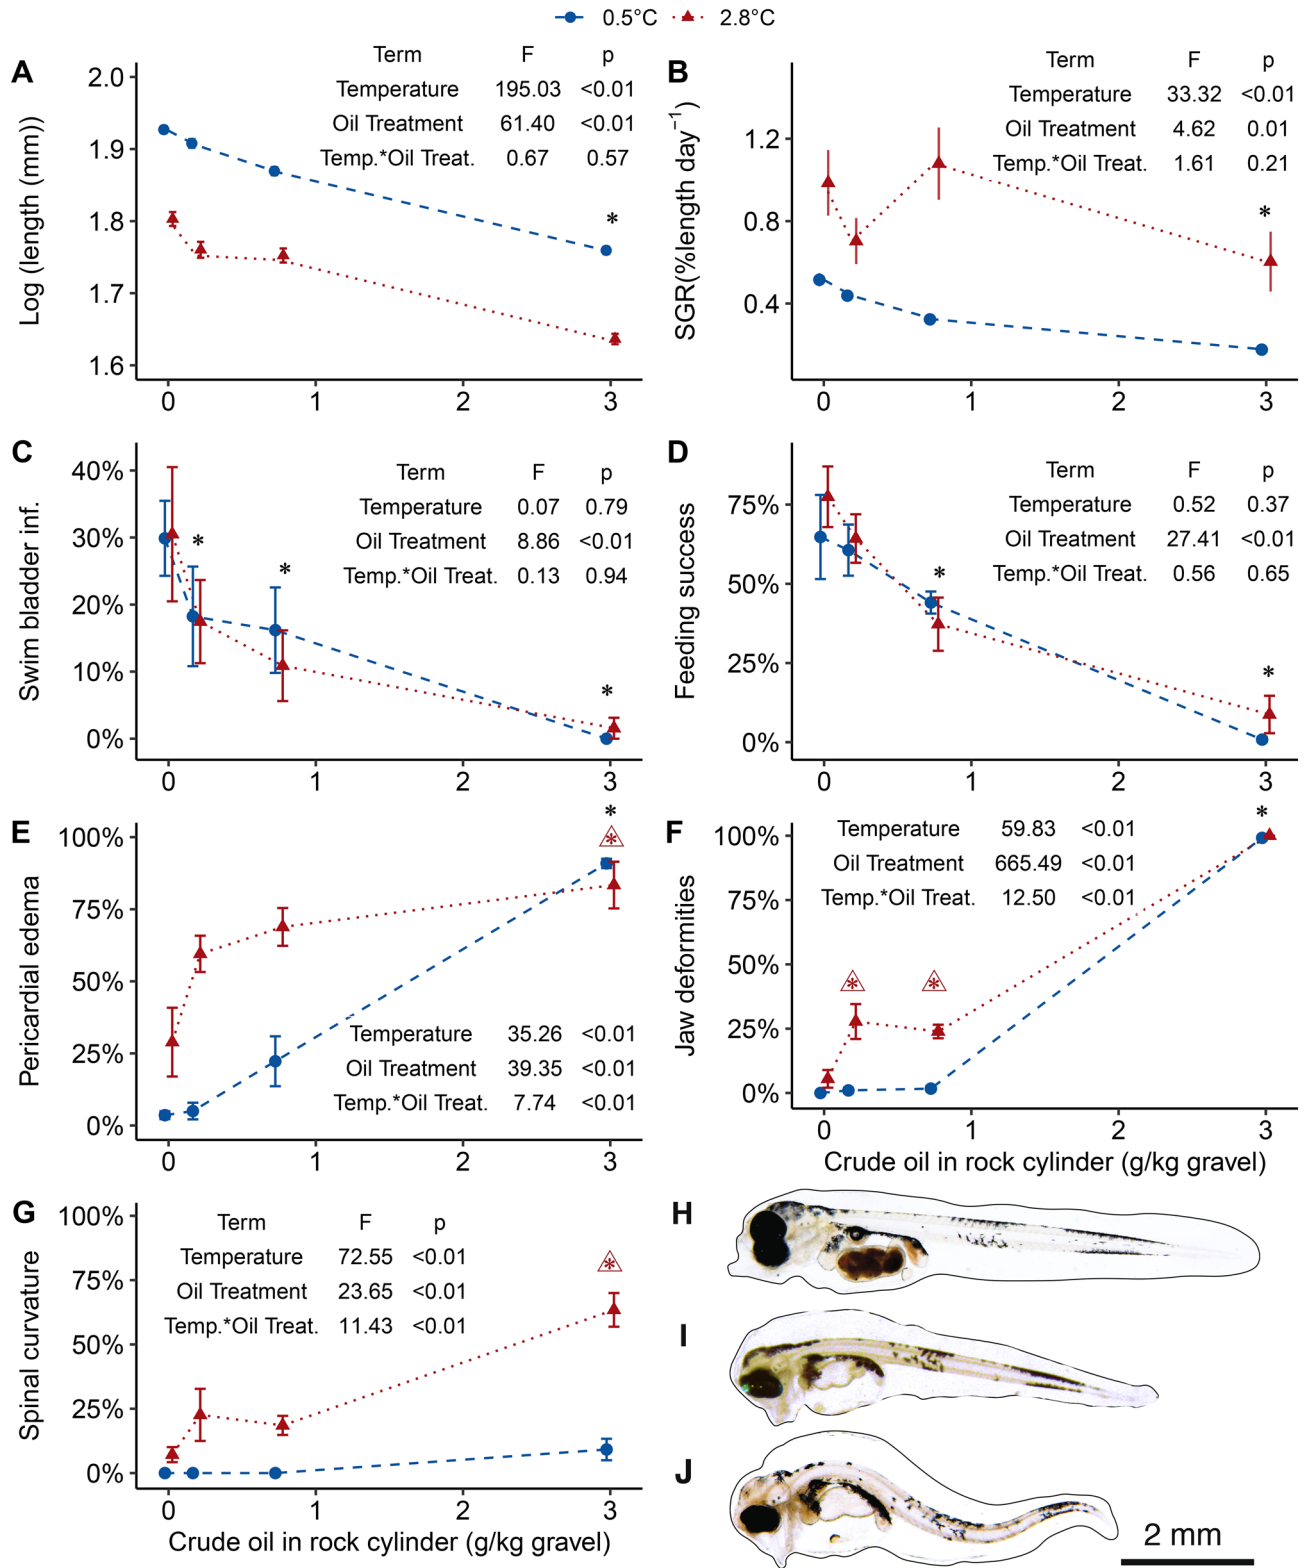 0.5°C 2.8°C
A
Term F p
Temperature 195.03 <0.01
Oil Treatment 61.40 <0.01
Temp.*Oil Treat. 0.67 0.57
Log (length (mm))
2.0
1.9
1.8
1.7
1.6
*
0 1 2 3
B
Term F p
Temperature 33.32 <0.01
Oil Treatment 4.62 0.01
Temp.*Oil Treat. 1.61 0.21
SGR(%length day⁻¹)
1.2
0.8
0.4
*
0 1 2 3
C
Term F p
Temperature 0.07 0.79
Oil Treatment 8.86 <0.01
Temp.*Oil Treat. 0.13 0.94
Swim bladder inf.
40%
30%
20%
10%
0%
* * *
0 1 2 3
D
Term F p
Temperature 0.52 0.37
Oil Treatment 27.41 <0.01
Temp.*Oil Treat. 0.56 0.65
Feeding success
75%
50%
25%
0%
* *
0 1 2 3
E
*
*
Pericardial edema
100%
75%
50%
25%
0%
Temperature 35.26 <0.01
Oil Treatment 39.35 <0.01
Temp.*Oil Treat. 7.74 <0.01
0 1 2 3
F
*
Temperature 59.83 <0.01
Oil Treatment 665.49 <0.01
Temp.*Oil Treat. 12.50 <0.01
Jaw deformities
100%
75%
50%
25%
0%
* *
0 1 2 3
Crude oil in rock cylinder (g/kg gravel)
G
Term F p
Temperature 72.55 <0.01
Oil Treatment 23.65 <0.01
Temp.*Oil Treat. 11.43 <0.01
Spinal curvature
100%
75%
50%
25%
0%
*
0 1 2 3
Crude oil in rock cylinder (g/kg gravel)
H
I
J
2 mm